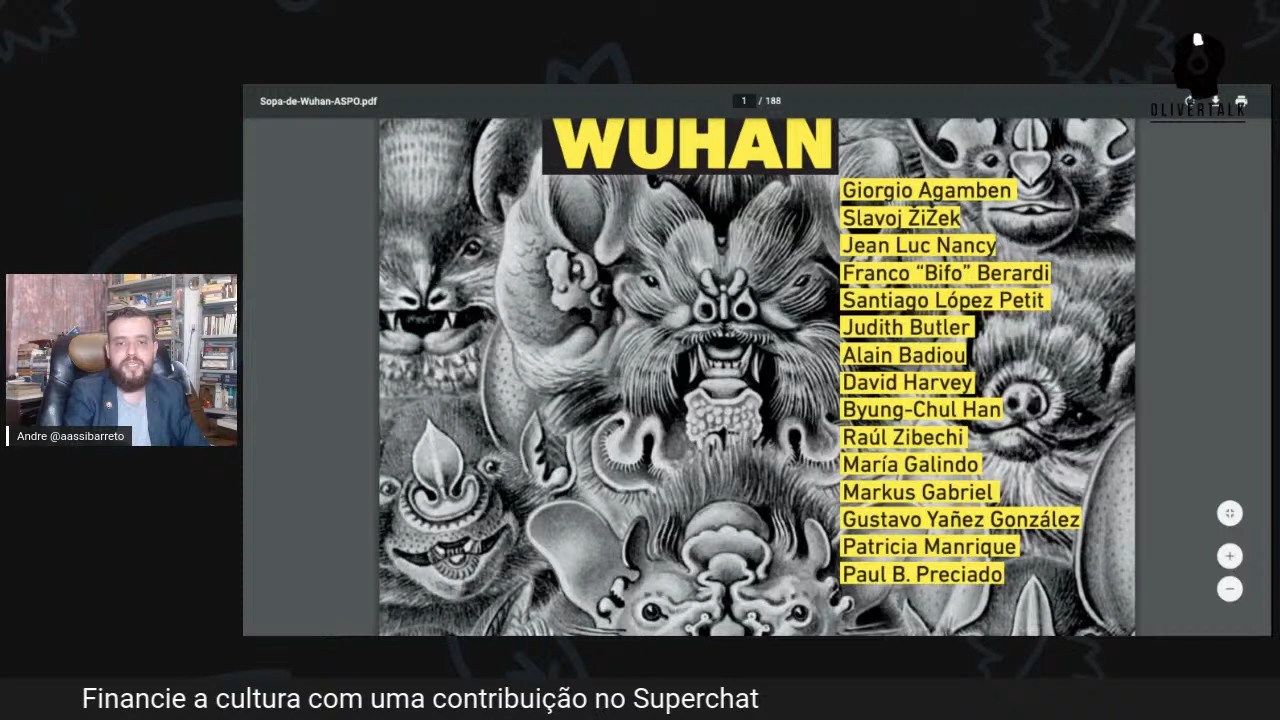 Sopa-de-Wuhan-ASPO.pdf
1 / 188
OLIVERTALK
WUHAN
Giorgio Agamben
Slavoj ZiZek
Jean Luc Nancy
Franco “Bifo” Berardi
Santiago López Petit
Judith Butler
Alain Badiou
David Harvey
Byung-Chul Han
Raúl Zibechi
María Galindo
Markus Gabriel
Gustavo Yañez González
Patricia Manrique
Paul B. Preciado
Andre @aassibarreto
Financie a cultura com uma contribuição no Superchat